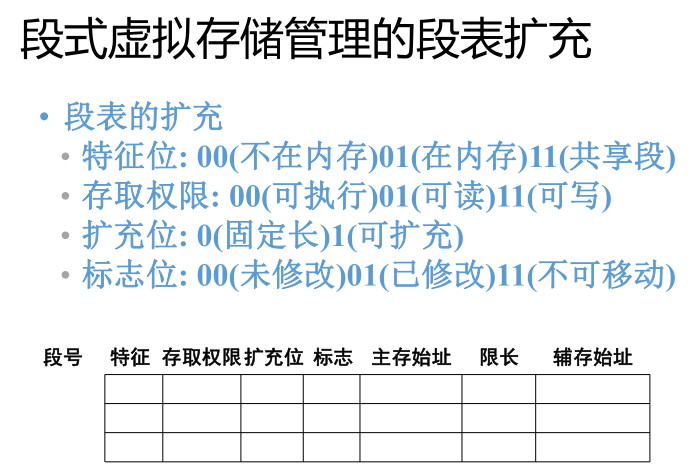 段式虚拟存储管理的段表扩充
• 段表的扩充
• 特征位: 00(不在内存)01(在内存)11(共享段)
• 存取权限: 00(可执行)01(可读)11(可写)
• 扩充位: 0(固定长)1(可扩充)
• 标志位: 00(未修改)01(已修改)11(不可移动)
段号 特征 存取权限 扩充位 标志 主存始址 限长 辅存始址